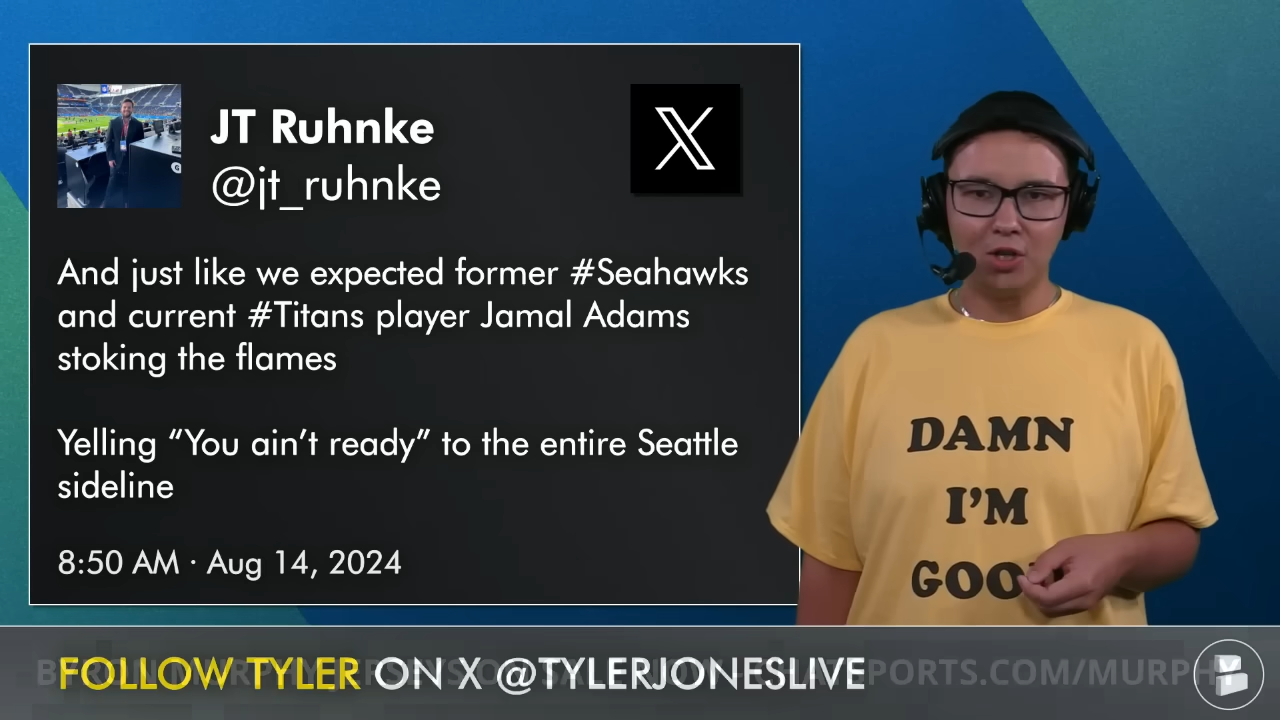 JT Ruhnke
@jt_ruhnke
And just like we expected former #Seahawks
and current #Titans player Jamal Adams
stoking the flames
Yelling “You ain’t ready” to the entire Seattle
sideline
8:50 AM · Aug 14, 2024
DAMN
I’M
GOO
FOLLOW TYLER ON X @TYLERJONESLIVE